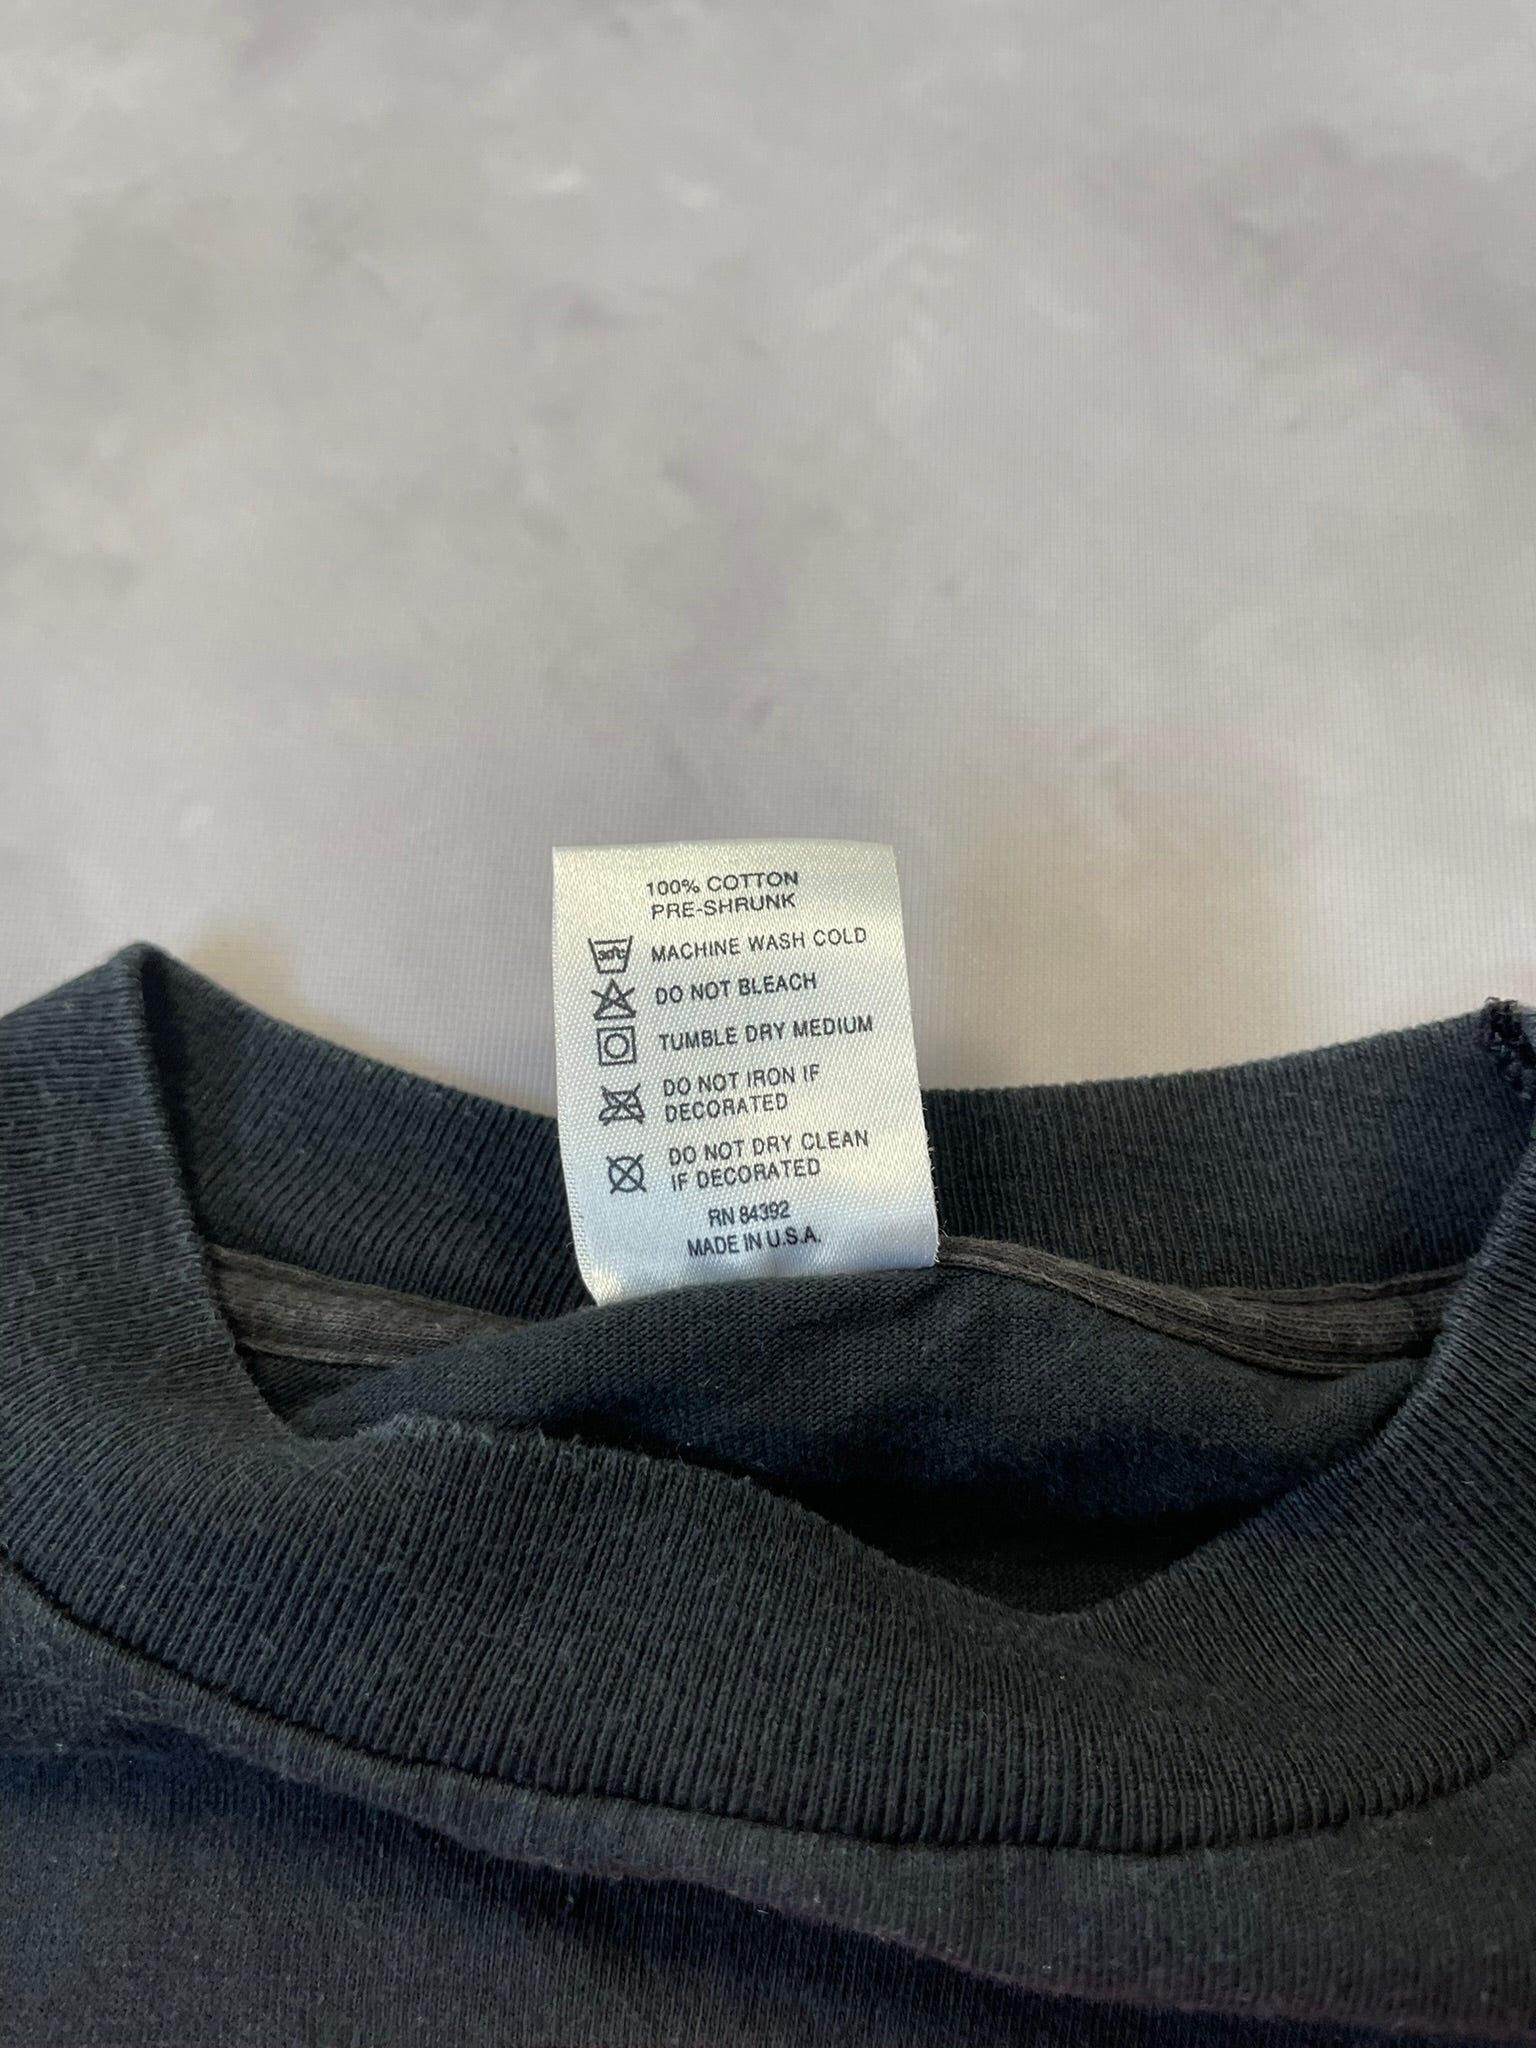 100% COTTON
PRE-SHRUNK
30°C MACHINE WASH COLD
DO NOT BLEACH
TUMBLE DRY MEDIUM
DO NOT IRON IF
DECORATED
DO NOT DRY CLEAN
IF DECORATED
RN 84392
MADE IN U.S.A.